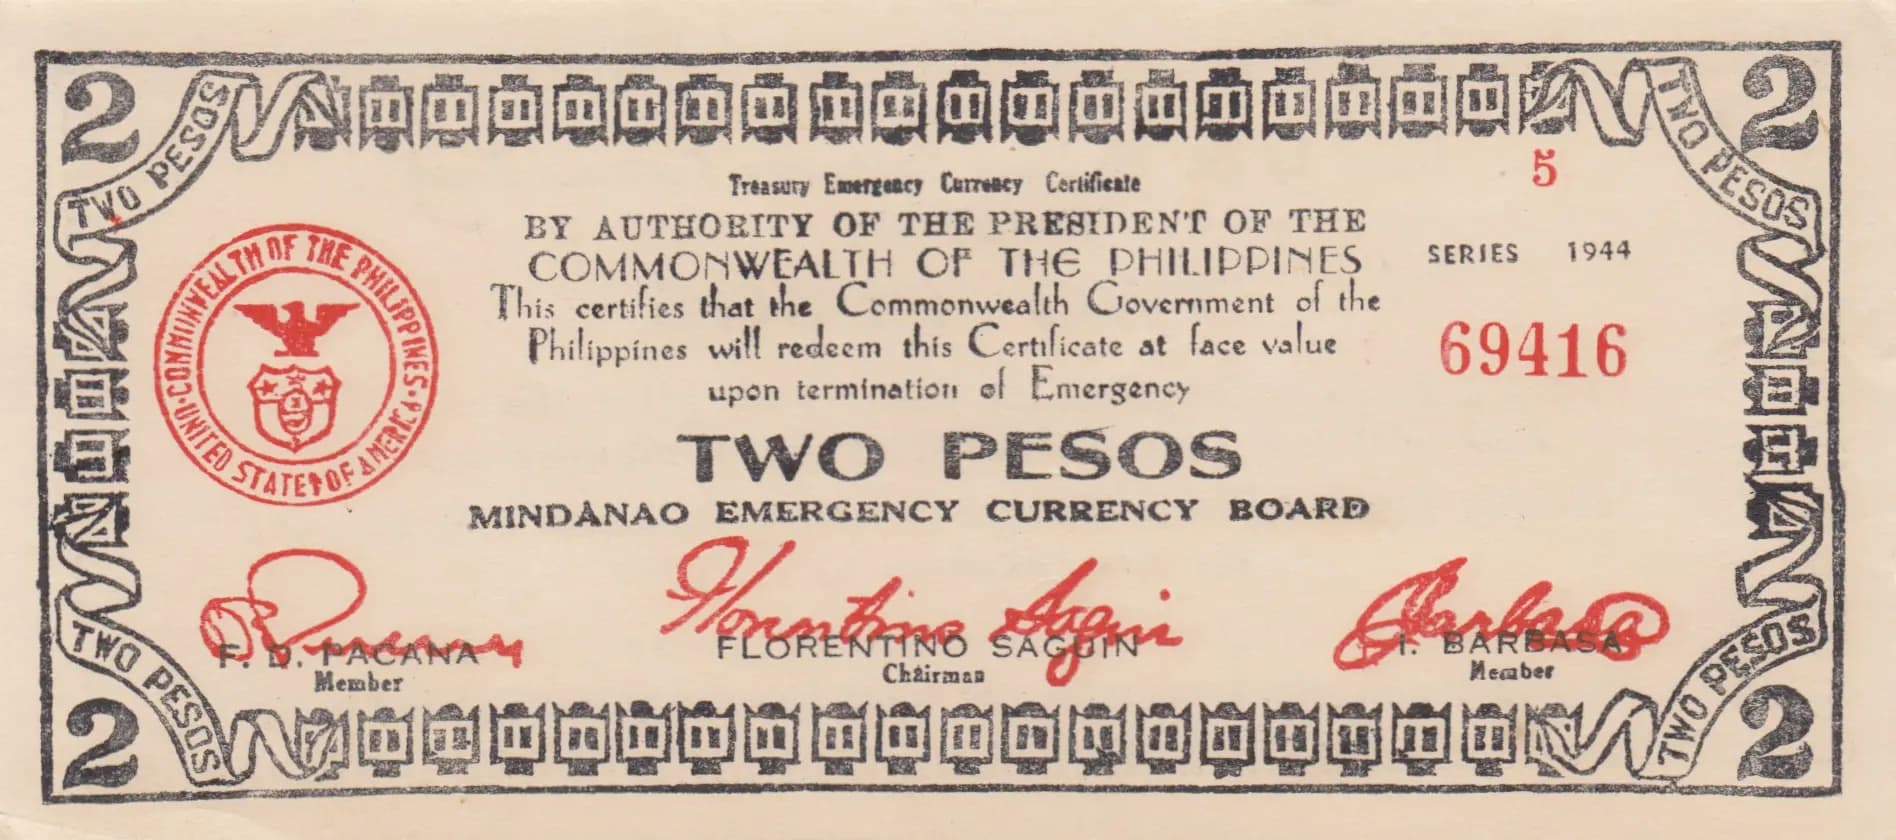 2 2
TWO PESOS TWO PESOS
Treasury Emergency Currency Certificate
5
BY AUTHORITY OF THE PRESIDENT OF THE
COMMONWEALTH OF THE PHILIPPINES
SERIES 1944
This certifies that the Commonwealth Government of the
Philippines will redeem this Certificate at face value
69416
upon termination of Emergency
COMMONWEALTH OF THE PHILIPPINES
UNITED STATES OF AMERICA
TWO PESOS
MINDANAO EMERGENCY CURRENCY BOARD
Florentino Saguin
F. D. PACANA FLORENTINO SAGUIN I. BARBASA
Member Chairman Member
TWO PESOS TWO PESOS
2 2